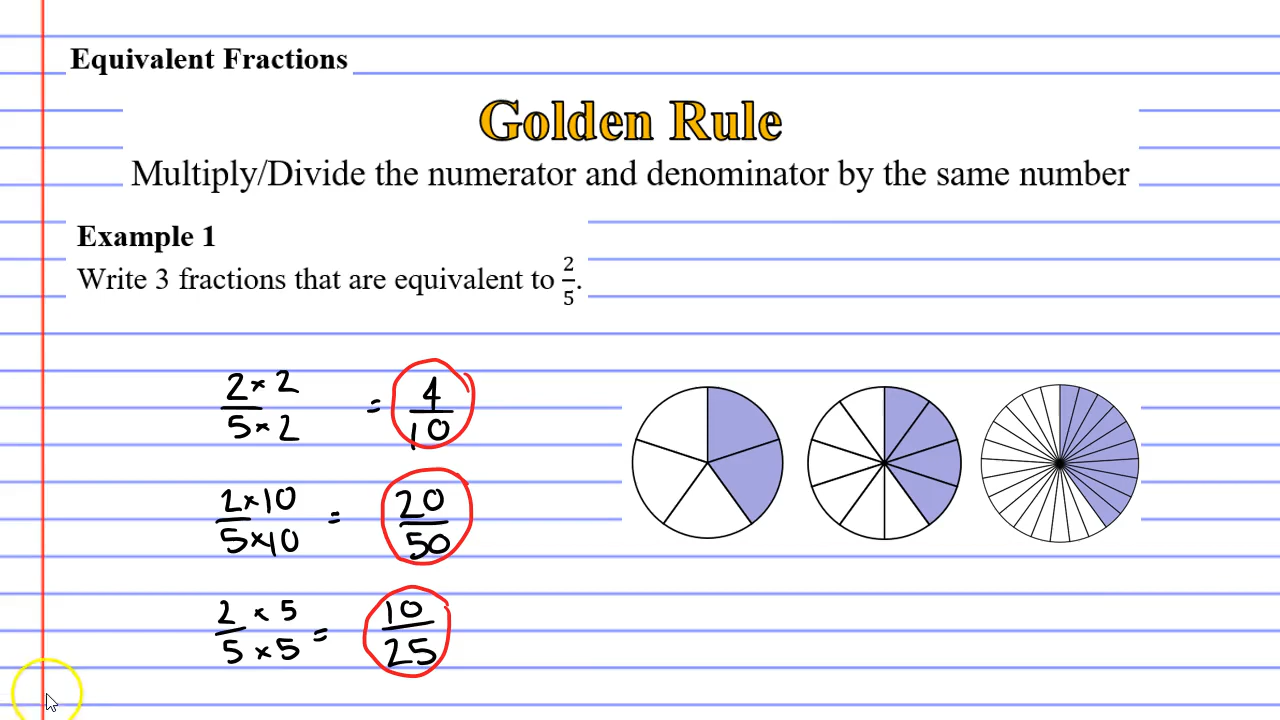 Equivalent Fractions
Golden Rule
Multiply/Divide the numerator and denominator by the same number
Example 1
Write 3 fractions that are equivalent to 2/5.
2 × 2 / 5 × 2 = 4/10
2 × 10 / 5 × 10 = 20/50
2 × 5 / 5 × 5 = 10/25